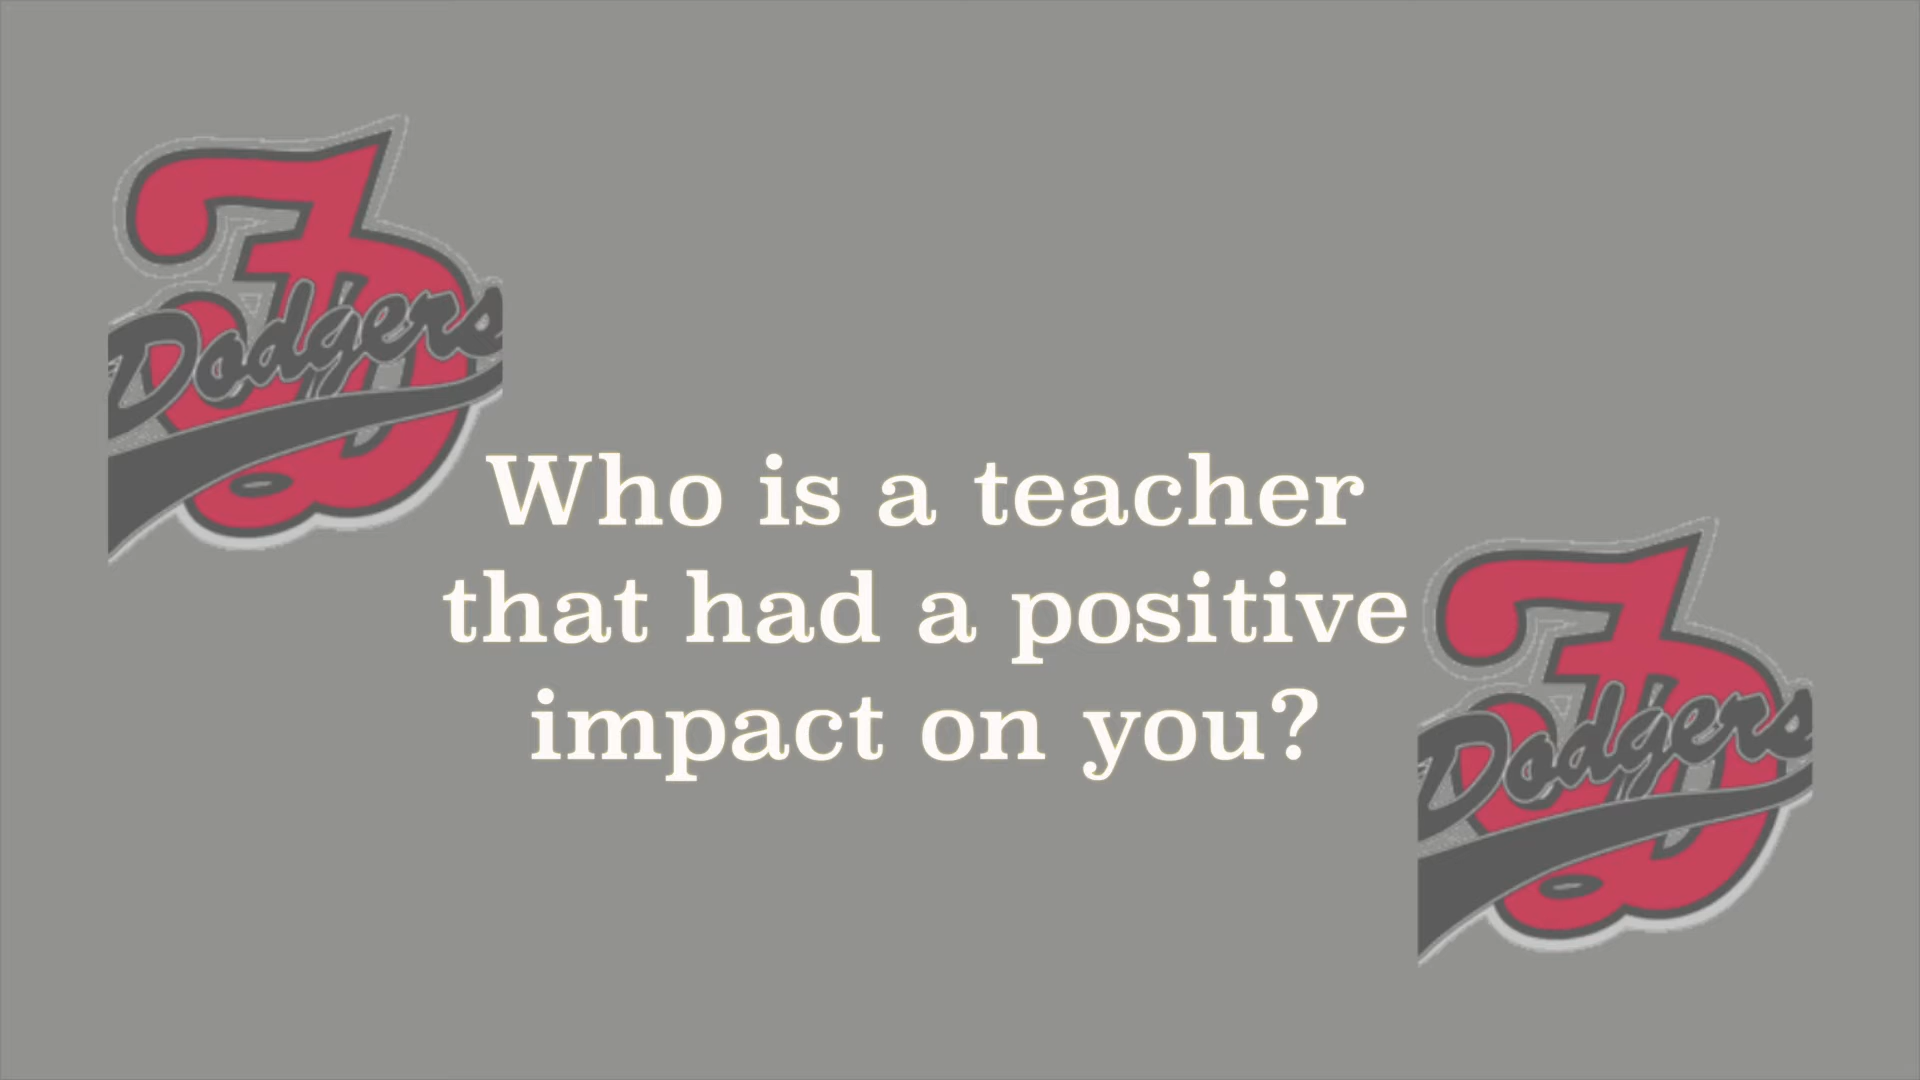 Dodgers
Who is a teacher
that had a positive
impact on you?
Dodgers